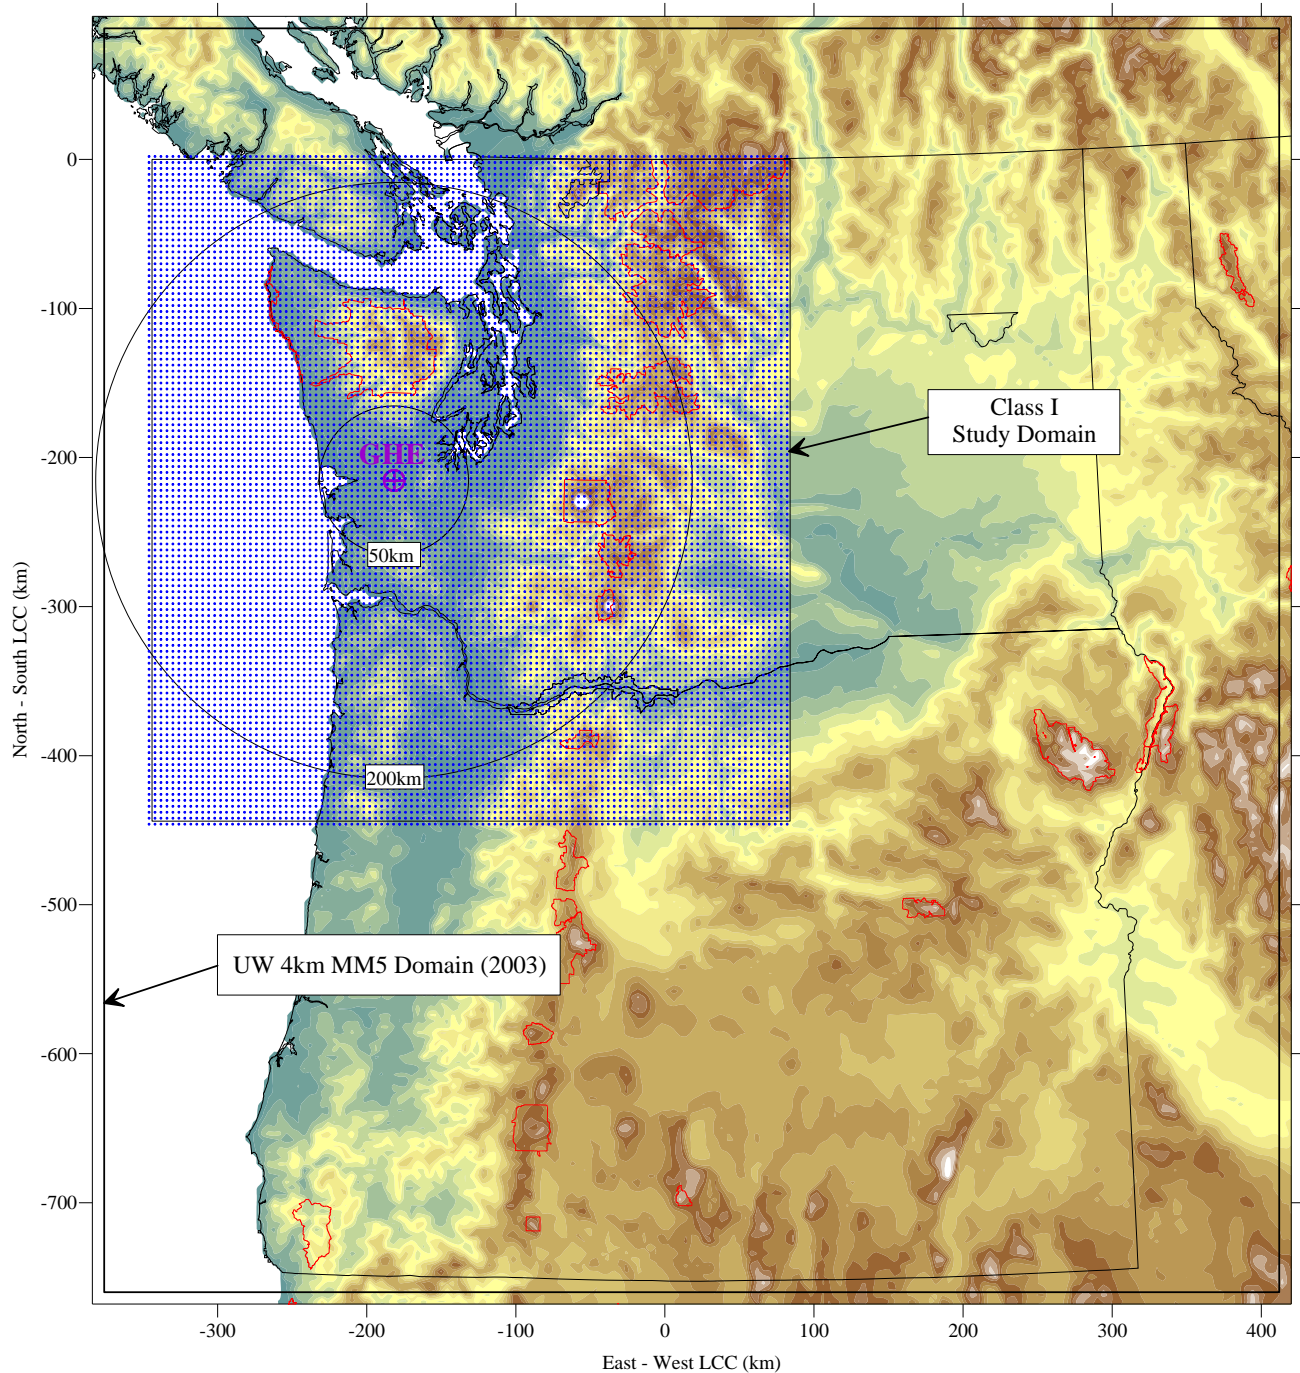 0
-100
-200
-300
-400
-500
-600
-700
North - South LCC (km)
GHE
50km
200km
Class I
Study Domain
UW 4km MM5 Domain (2003)
-300
-200
-100
0
100
200
300
400
East - West LCC (km)